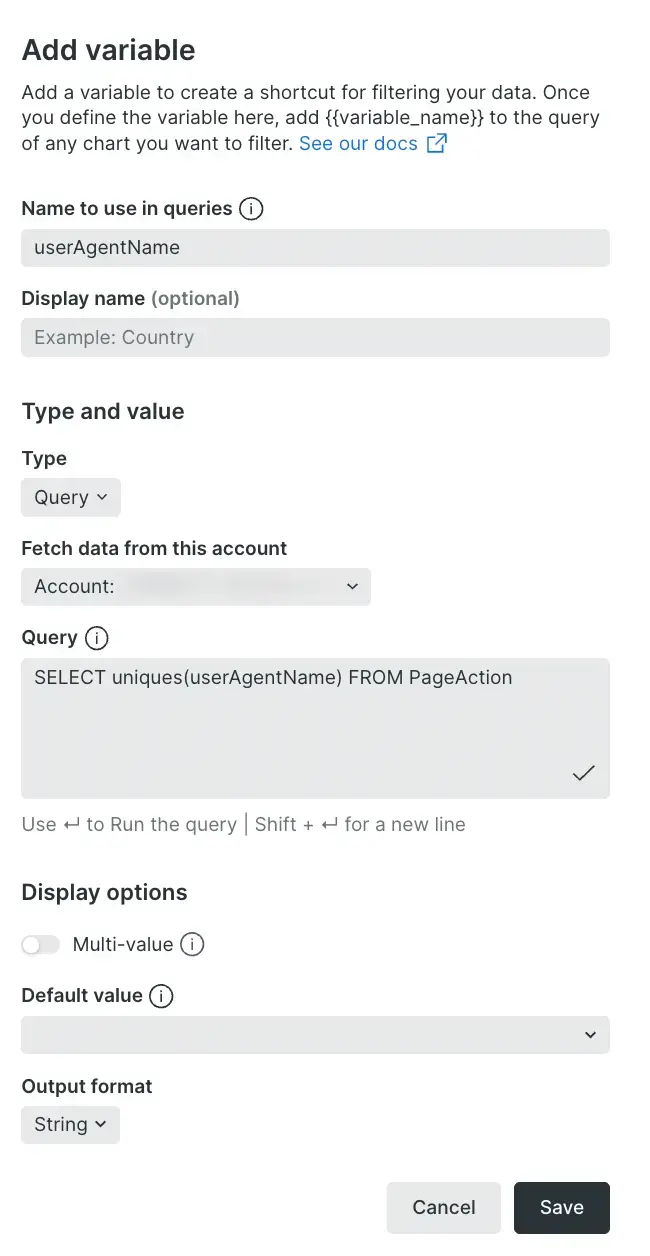 Add variable
Add a variable to create a shortcut for filtering your data. Once
you define the variable here, add {{variable_name}} to the query
of any chart you want to filter. See our docs
Name to use in queries
userAgentName
Display name (optional)
Example: Country
Type and value
Type
Query
Fetch data from this account
Account:
Query
SELECT uniques(userAgentName) FROM PageAction
Use ↵ to Run the query | Shift + ↵ for a new line
Display options
Multi-value
Default value
Output format
String
Cancel Save